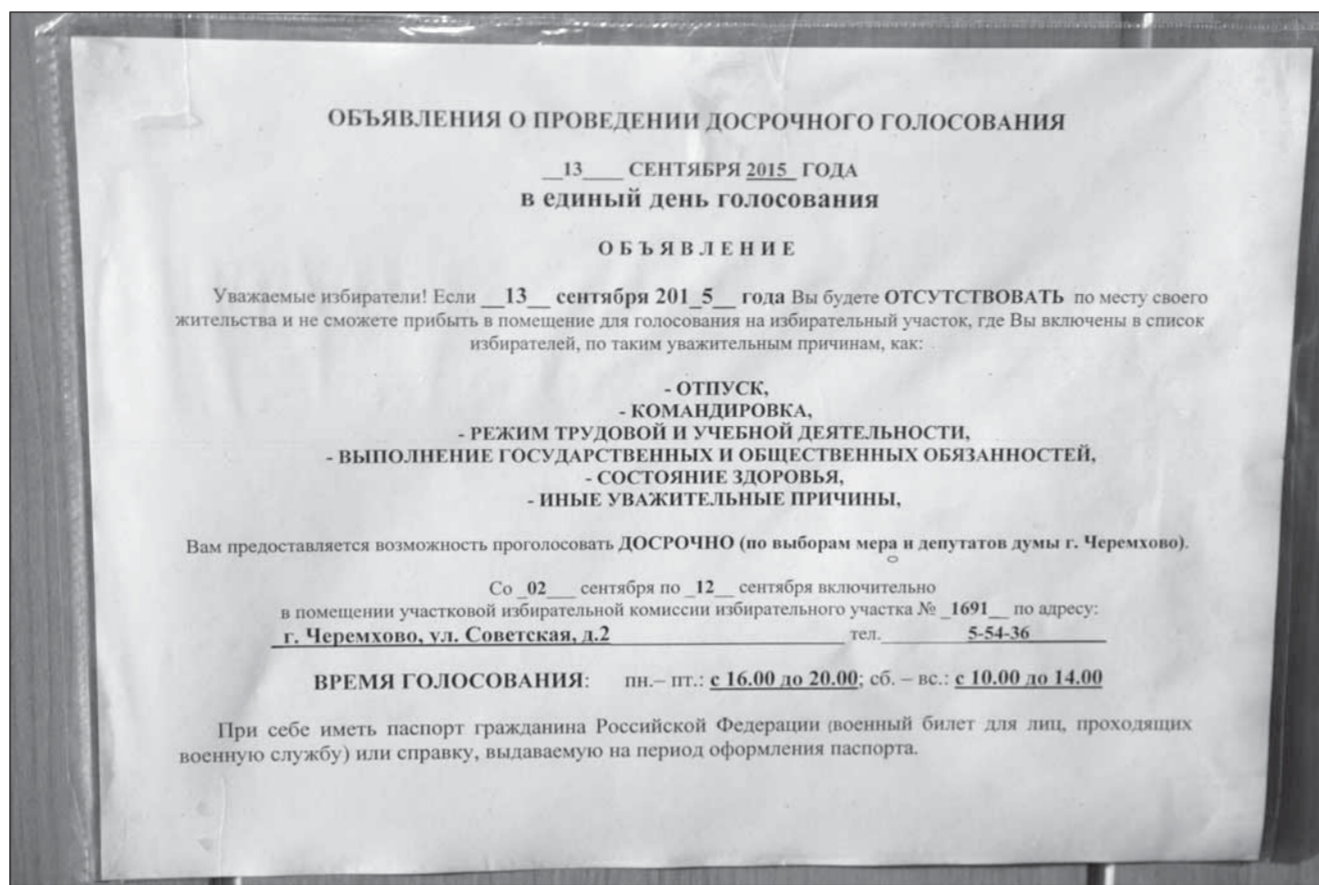 ОБЪЯВЛЕНИЯ О ПРОВЕДЕНИИ ДОСРОЧНОГО ГОЛОСОВАНИЯ
__13____ СЕНТЯБРЯ 2015_ ГОДА
в единый день голосования
О Б Ъ Я В Л Е Н И Е
Уважаемые избиратели! Если __13__ сентября 201_5__ года Вы будете ОТСУТСТВОВАТЬ по месту своего
жительства и не сможете прибыть в помещение для голосования на избирательный участок, где Вы включены в список
избирателей, по таким уважительным причинам, как:
- ОТПУСК,
- КОМАНДИРОВКА,
- РЕЖИМ ТРУДОВОЙ И УЧЕБНОЙ ДЕЯТЕЛЬНОСТИ,
- ВЫПОЛНЕНИЕ ГОСУДАРСТВЕННЫХ И ОБЩЕСТВЕННЫХ ОБЯЗАННОСТЕЙ,
- СОСТОЯНИЕ ЗДОРОВЬЯ,
- ИНЫЕ УВАЖИТЕЛЬНЫЕ ПРИЧИНЫ,
Вам предоставляется возможность проголосовать ДОСРОЧНО (по выборам мера и депутатов думы г. Черемхово).
Со _02___ сентября по _12__ сентября включительно
в помещении участковой избирательной комиссии избирательного участка № _1691__ по адресу:
г. Черемхово, ул. Советская, д.2 тел. 5-54-36
ВРЕМЯ ГОЛОСОВАНИЯ: пн.– пт.: с 16.00 до 20.00; сб. – вс.: с 10.00 до 14.00
При себе иметь паспорт гражданина Российской Федерации (военный билет для лиц, проходящих
военную службу) или справку, выдаваемую на период оформления паспорта.